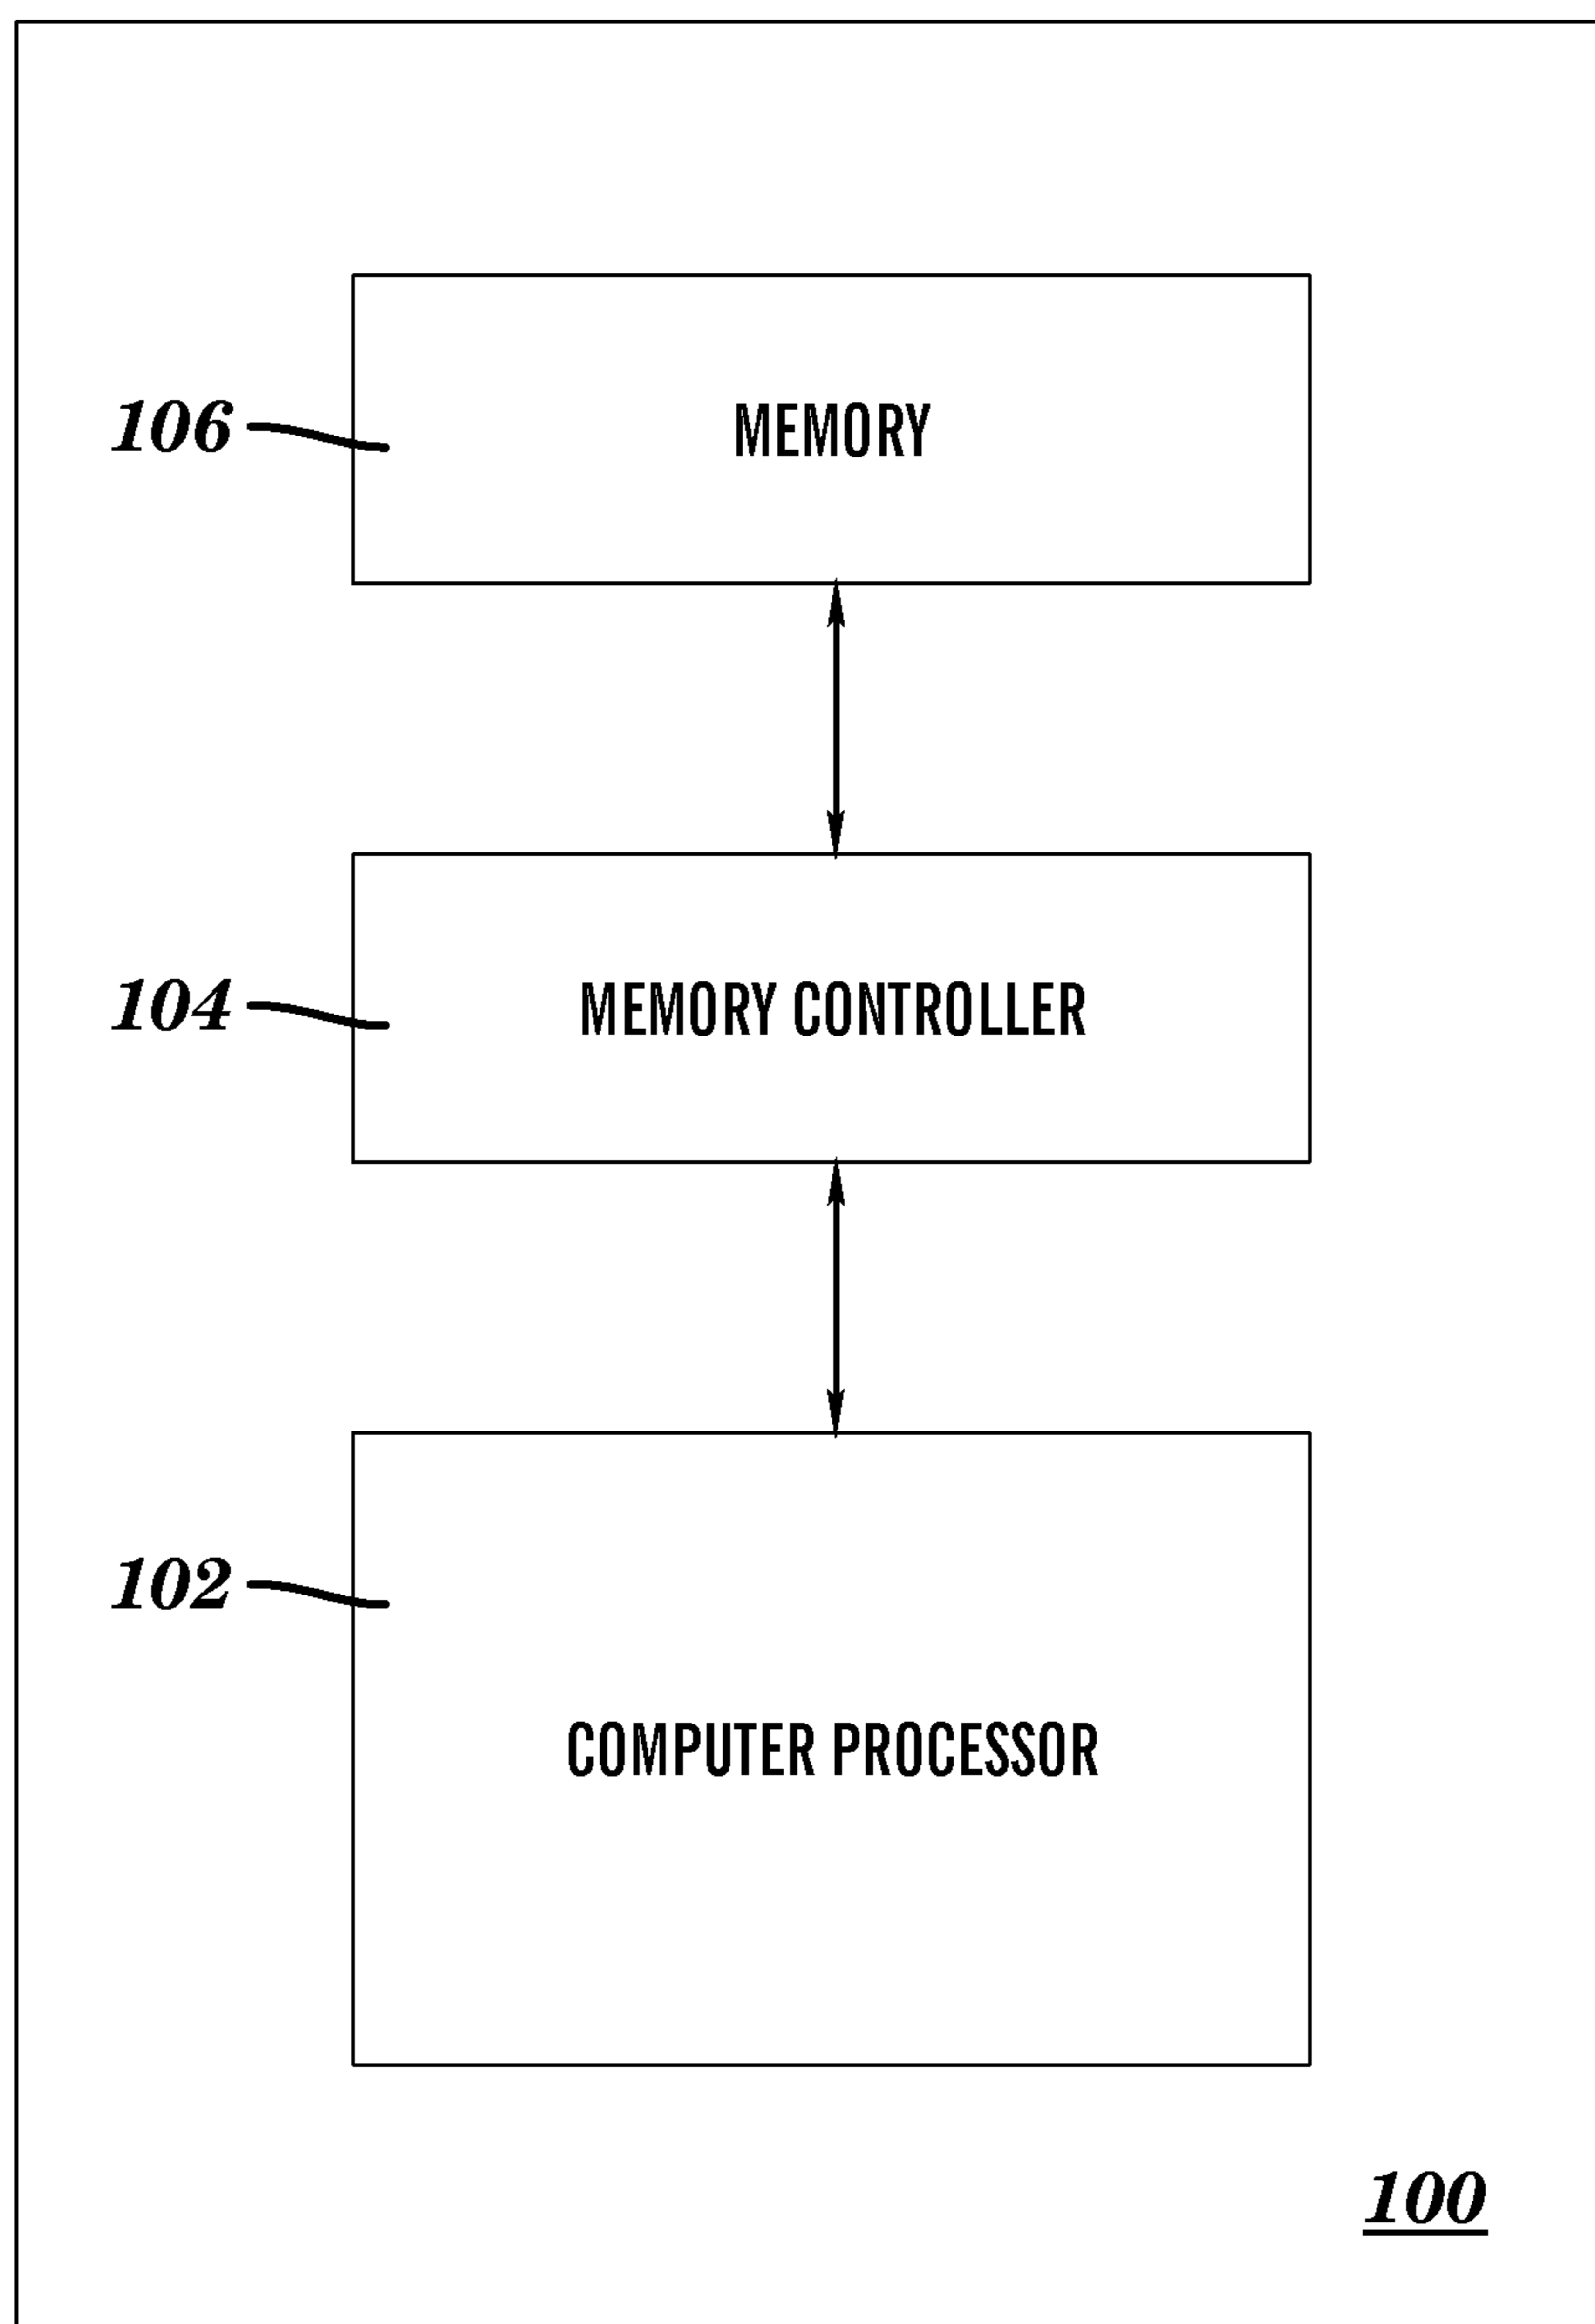 106
MEMORY
104
MEMORY CONTROLLER
102
COMPUTER PROCESSOR
100